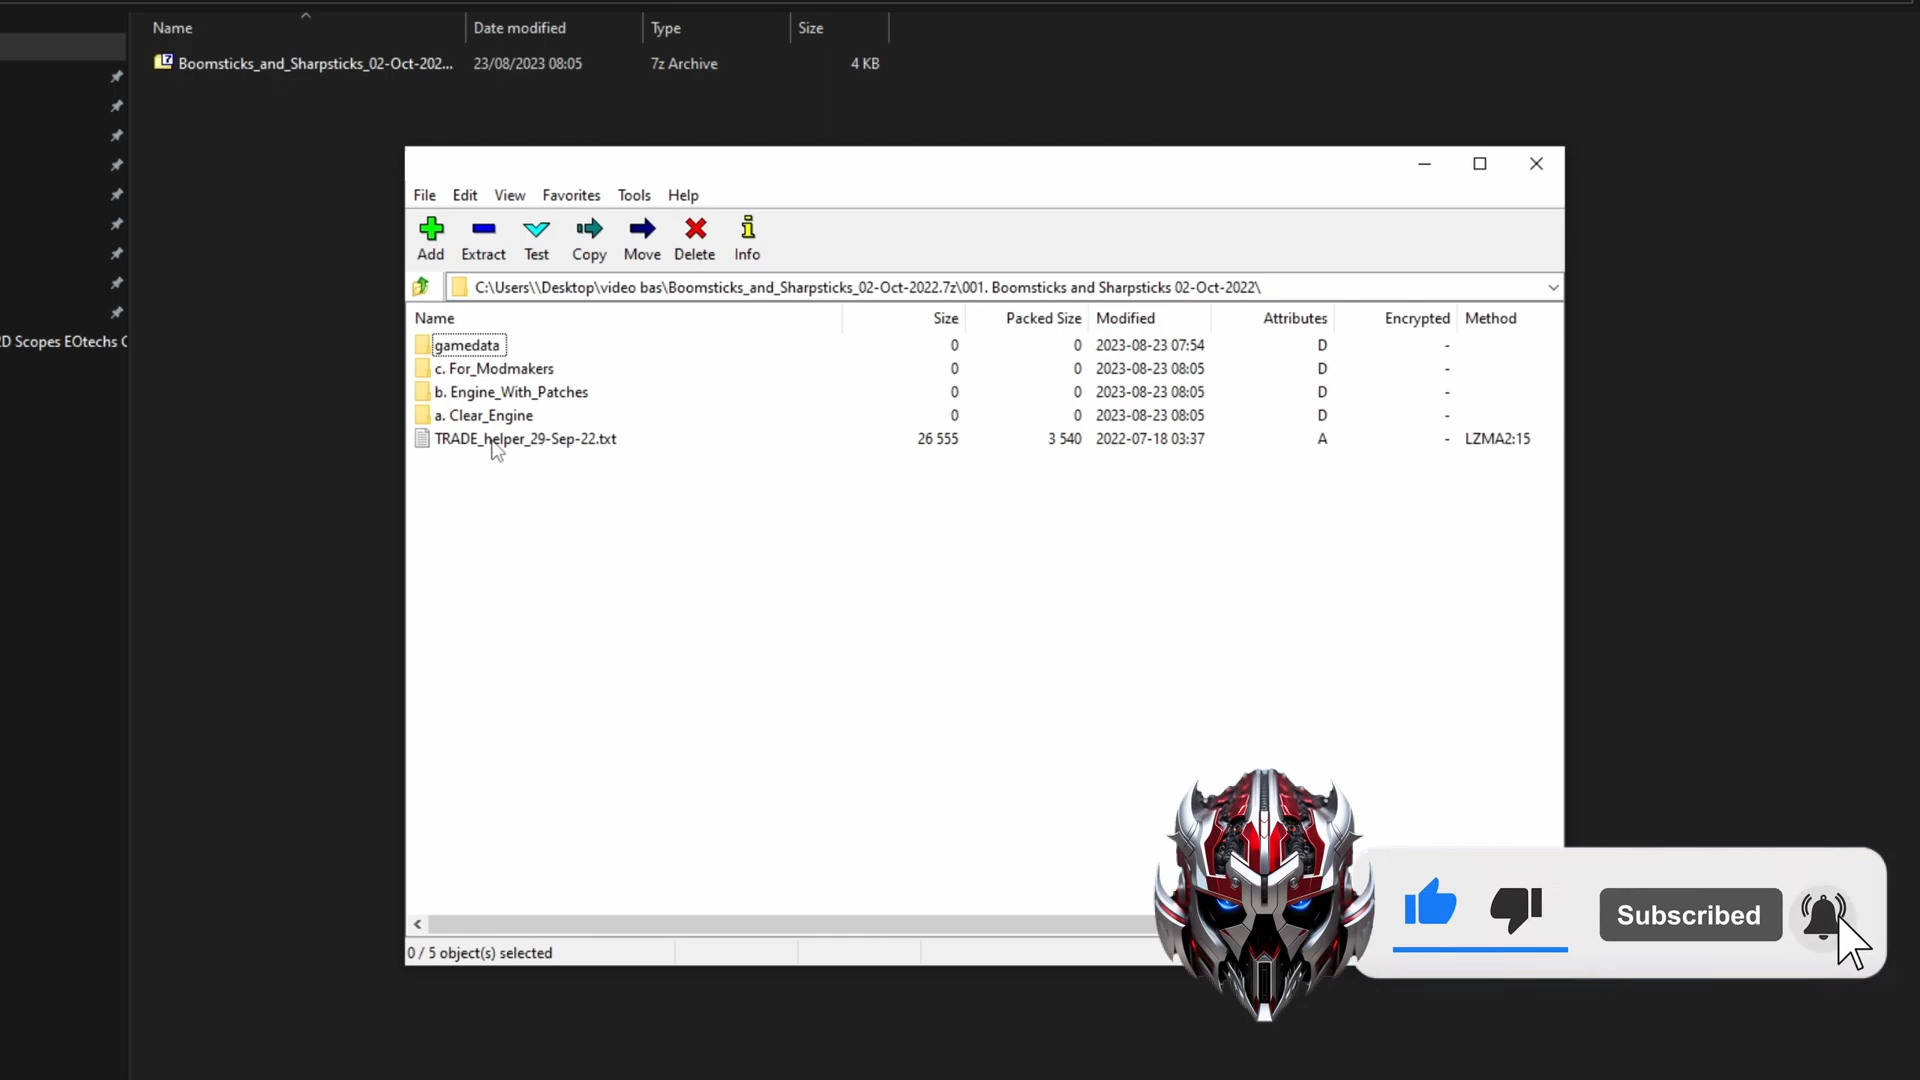 Name Date modified Type Size
Boomsticks_and_Sharpsticks_02-Oct-202... 23/08/2023 08:05 7z Archive 4 KB
File Edit View Favorites Tools Help
Add Extract Test Copy Move Delete Info
C:\Users\\Desktop\video bas\Boomsticks_and_Sharpsticks_02-Oct-2022.7z\001. Boomsticks and Sharpsticks 02-Oct-2022\
Name Size Packed Size Modified Attributes Encrypted Method
gamedata 0 0 2023-08-23 07:54 D -
D Scopes EOtechs
c. For_Modmakers 0 0 2023-08-23 08:05 D -
b. Engine_With_Patches 0 0 2023-08-23 08:05 D -
a. Clear_Engine 0 0 2023-08-23 08:05 D -
TRADE_helper_29-Sep-22.txt 26 555 3 540 2022-07-18 03:37 A - LZMA2:15
Subscribed
0 / 5 object(s) selected